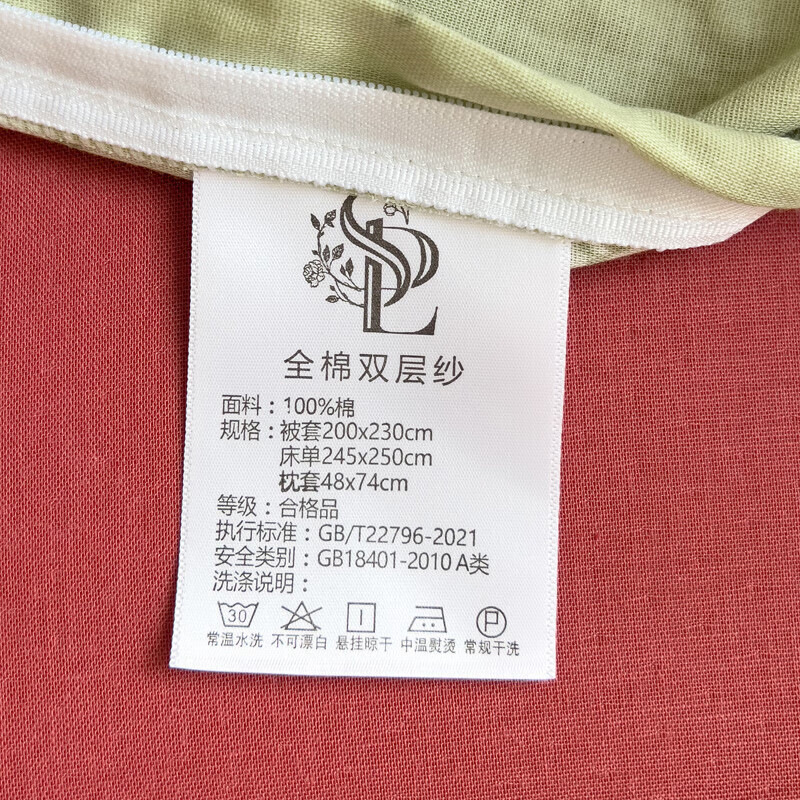 SPL
全棉双层纱
面料：100%棉
规格：被套200x230cm
床单245x250cm
枕套48x74cm
等级：合格品
执行标准：GB/T22796-2021
安全类别：GB18401-2010 A类
洗涤说明：
30 P
常温水洗 不可漂白 悬挂晾干 中温熨烫 常规干洗